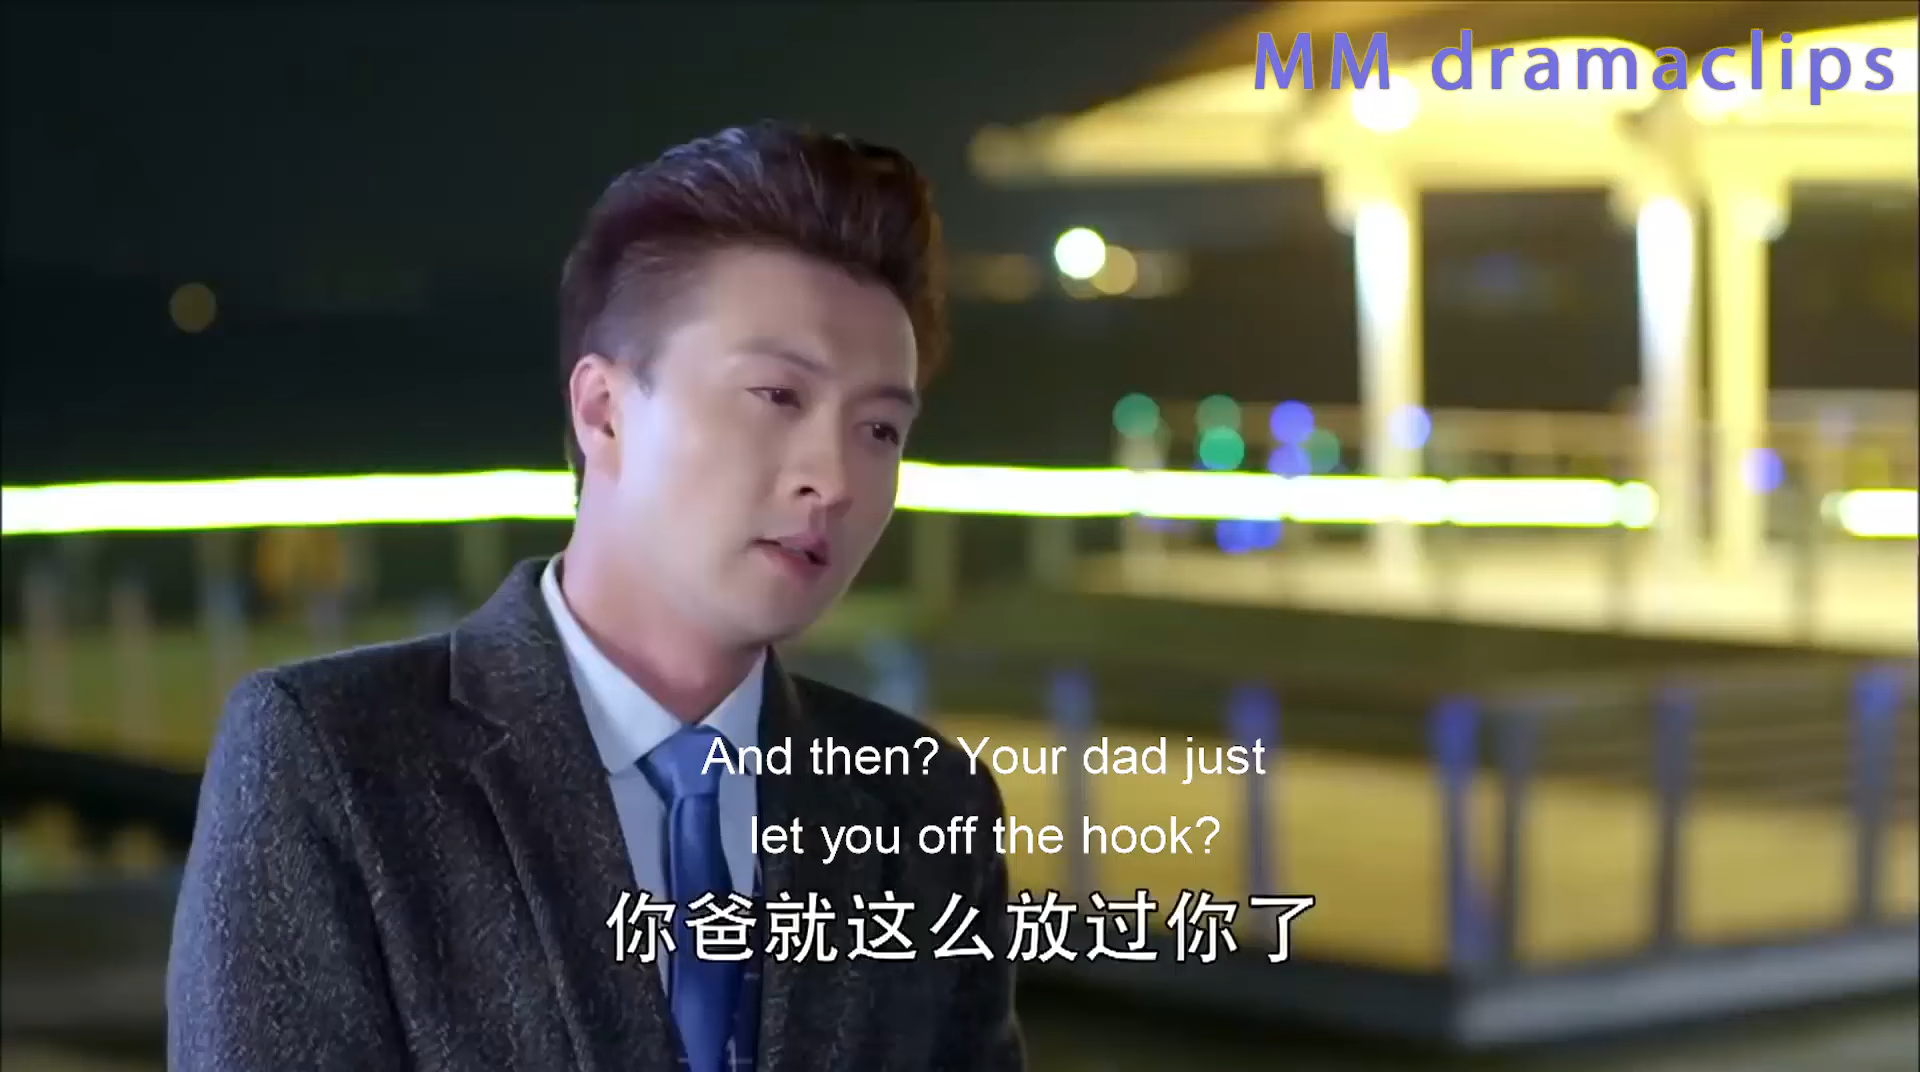 MM dramaclips
And then? Your dad just
let you off the hook?
你爸就这么放过你了